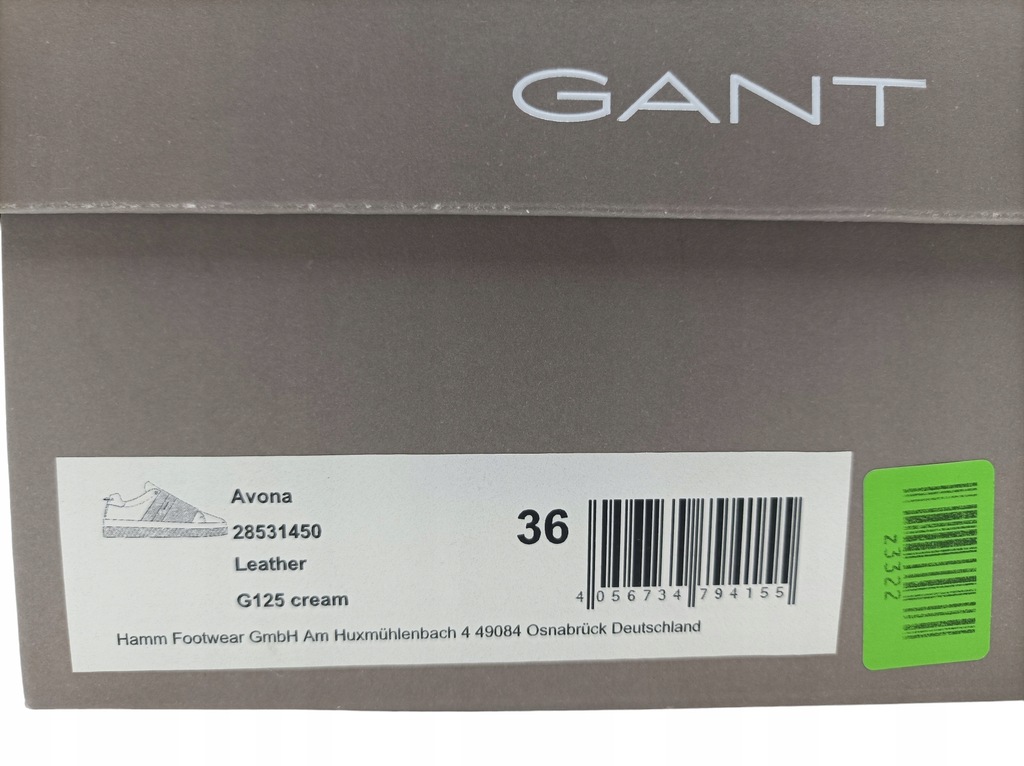 GANT
Avona
28531450
Leather
G125 cream
36
4 056734 794155
Hamm Footwear GmbH Am Huxmühlenbach 4 49084 Osnabrück Deutschland
Z3322